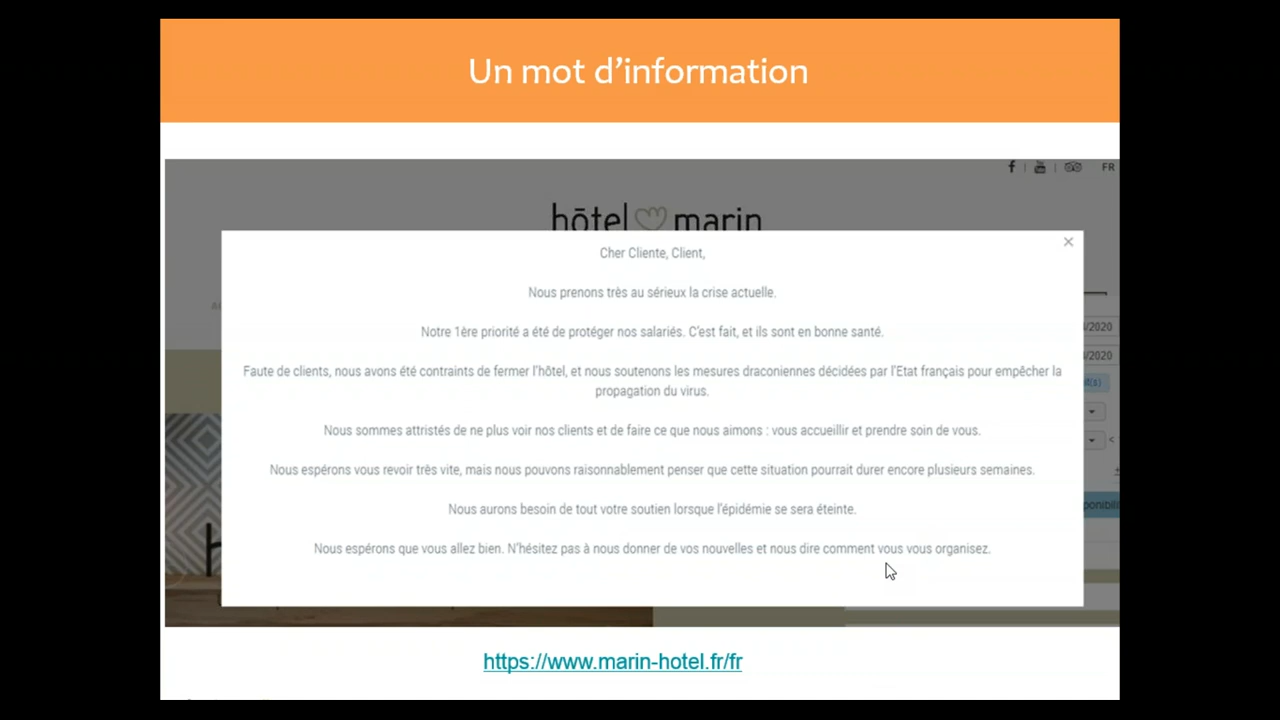 Un mot d’information
FR
hōtel marin
Cher Cliente, Client,
Nous prenons très au sérieux la crise actuelle.
Notre 1ère priorité a été de protéger nos salariés. C’est fait, et ils sont en bonne santé.
/2020
Faute de clients, nous avons été contraints de fermer l’hôtel, et nous soutenons les mesures draconiennes décidées par l’Etat français pour empêcher la
propagation du virus.
/2020
Nous sommes attristés de ne plus voir nos clients et de faire ce que nous aimons : vous accueillir et prendre soin de vous.
Nous espérons vous revoir très vite, mais nous pouvons raisonnablement penser que cette situation pourrait durer encore plusieurs semaines.
Nous aurons besoin de tout votre soutien lorsque l’épidémie se sera éteinte.
Nous espérons que vous allez bien. N’hésitez pas à nous donner de vos nouvelles et nous dire comment vous vous organisez.
https://www.marin-hotel.fr/fr